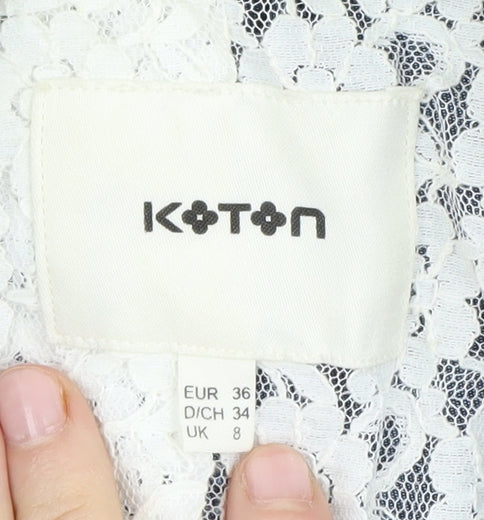 KOTON
EUR 36
D/CH 34
UK 8